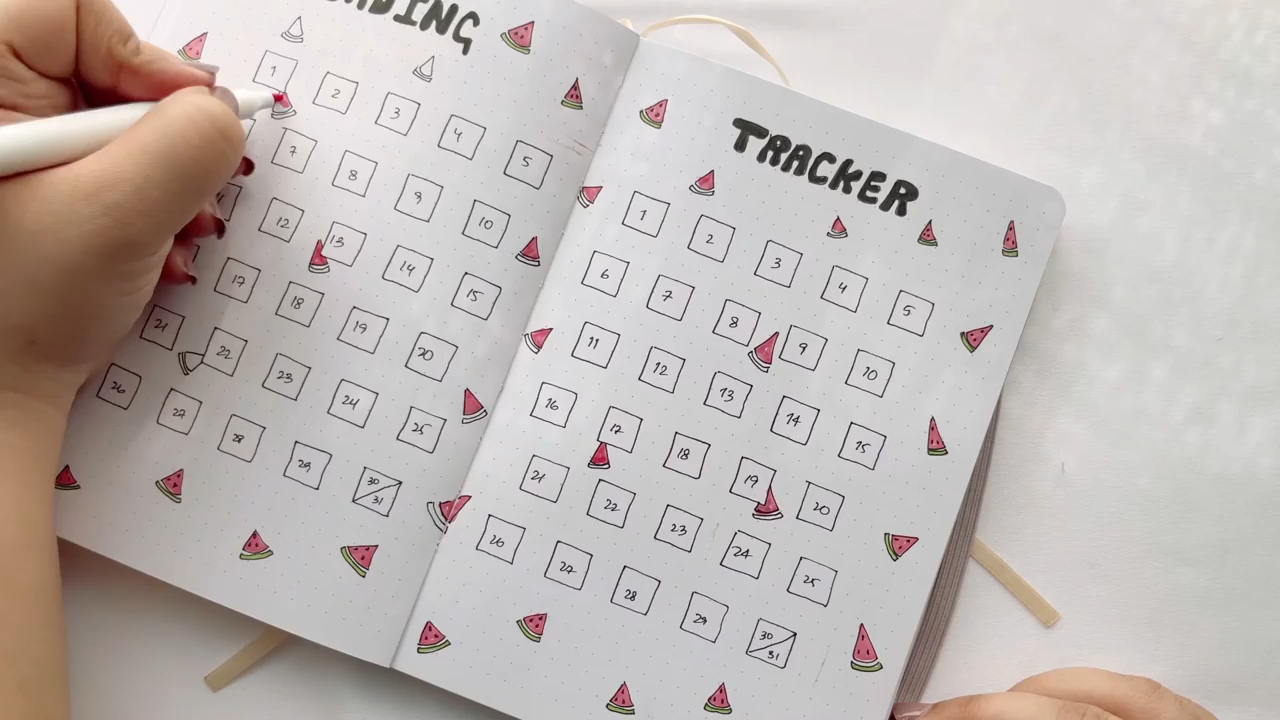 ADING
1 2 3 4 5
7 8 9 10
12 13 14 15
17 18 19 20
21 22 23 24 25
26 27 28 29 30/31
TRACKER
1 2 3 4 5
6 7 8 9 10
11 12 13 14 15
16 17 18 19 20
21 22 23 24 25
26 27 28 29 30/31